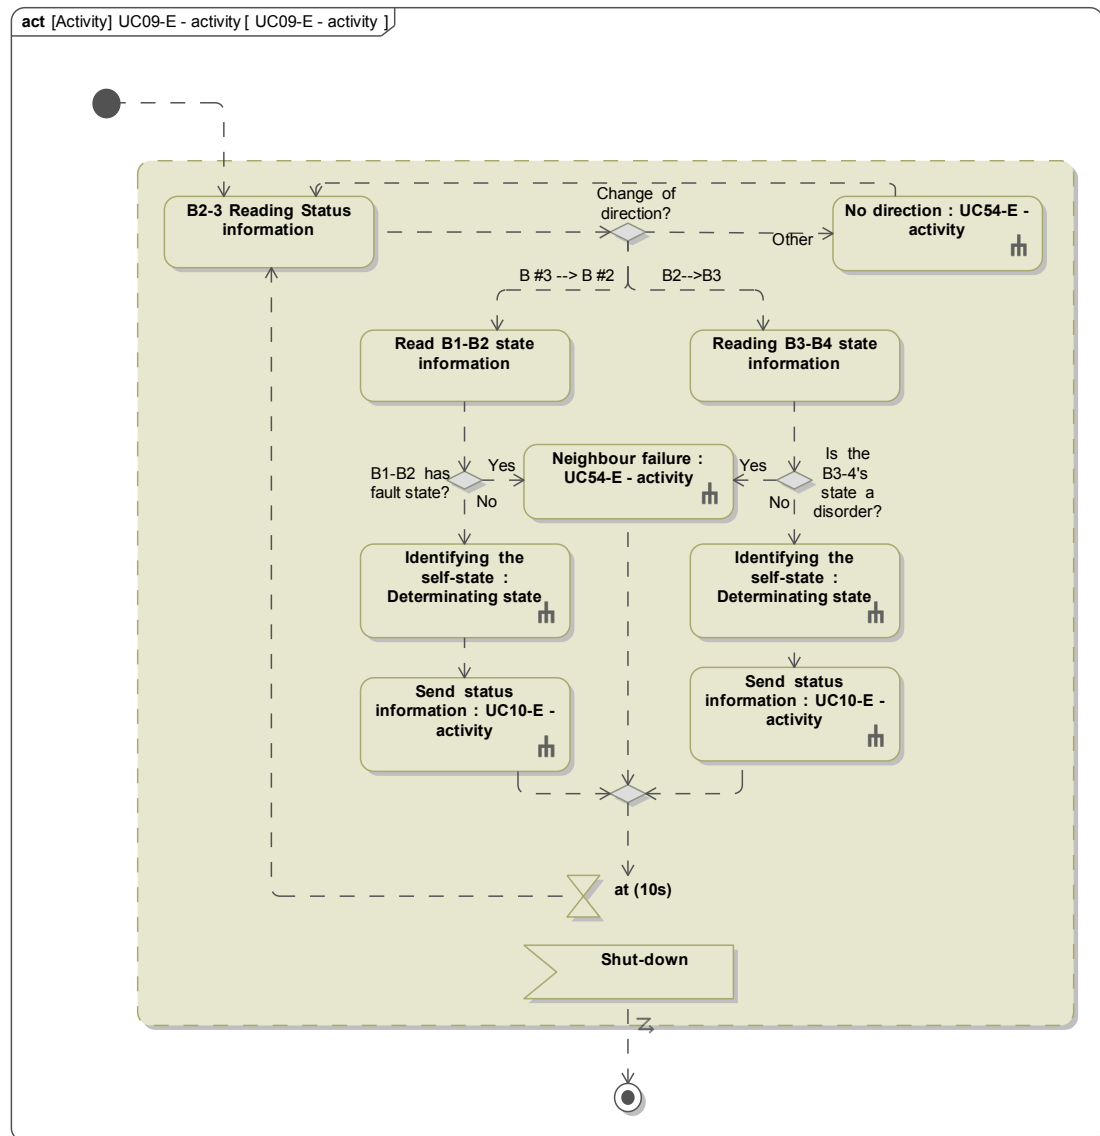 act [Activity] UC09-E - activity [ UC09-E - activity ]
Change of
direction?
B2-3 Reading Status
information
No direction : UC54-E -
activity
Other
B #3 --> B #2
B2-->B3
Read B1-B2 state
information
Reading B3-B4 state
information
B1-B2 has
fault state?
Yes
No
Neighbour failure :
UC54-E - activity
Yes
No
Is the
B3-4's
state a
disorder?
Identifying the
self-state :
Determinating state
Identifying the
self-state :
Determinating state
Send status
information : UC10-E -
activity
Send status
information : UC10-E -
activity
at (10s)
Shut-down